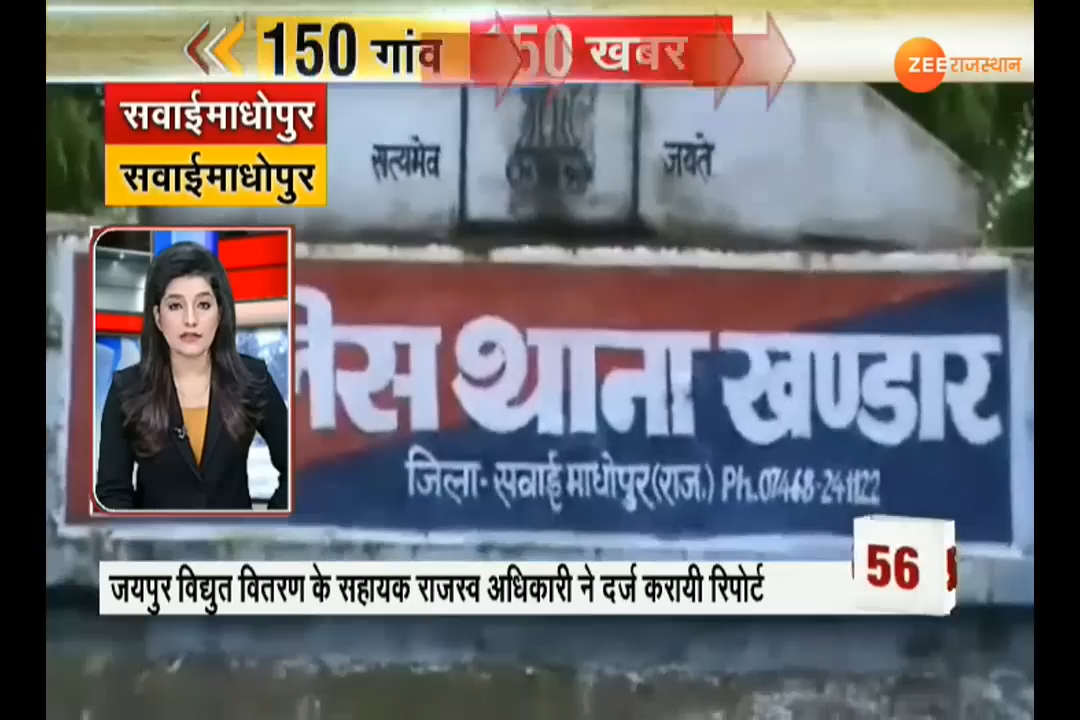 150 गांव 150 खबर
ZEE राजस्थान
सवाईमाधोपुर
सवाईमाधोपुर
सत्यमेव जयते
थाना खण्डार
जिला-सवाई माधोपुर(राज.) Ph.07468-241122
56
जयपुर विद्युत वितरण के सहायक राजस्व अधिकारी ने दर्ज करायी रिपोर्ट